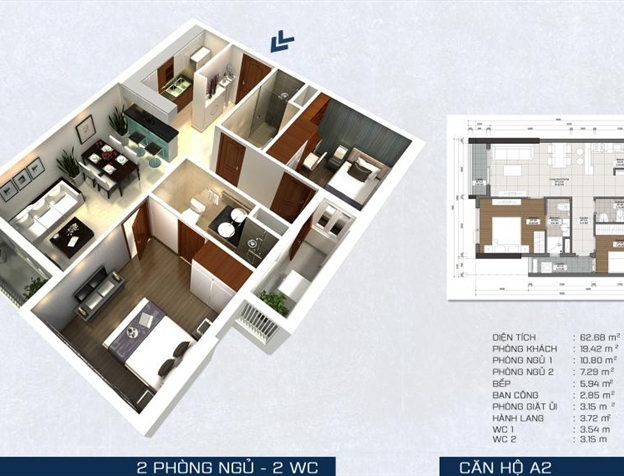 DIỆN TÍCH : 62.68 m²
PHÒNG KHÁCH : 19.42 m²
PHÒNG NGỦ 1 : 10.80 m²
PHÒNG NGỦ 2 : 7.29 m²
BẾP : 5.94 m²
BAN CÔNG : 2.85 m²
PHÒNG GIẶT ỦI : 3.15 m²
HÀNH LANG : 3.72 m²
WC 1 : 3.54 m
WC 2 : 3.15 m
2 PHÒNG NGỦ - 2 WC
CĂN HỘ A2